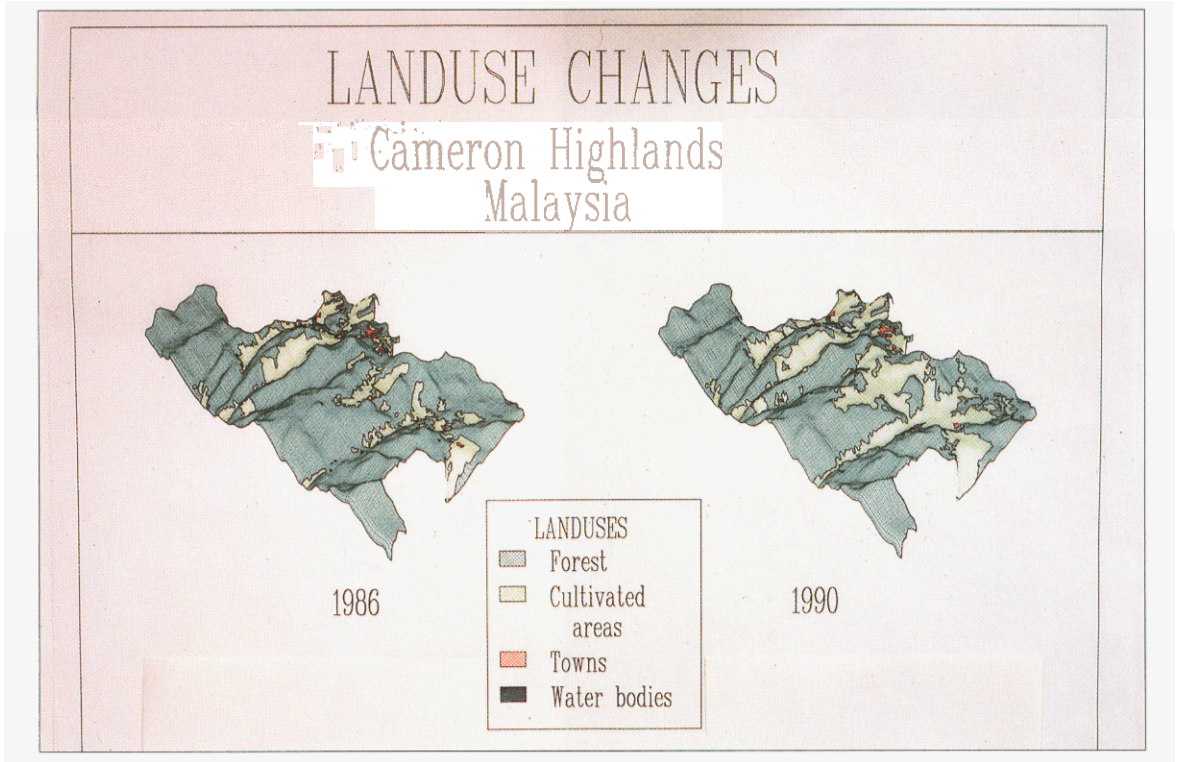 LANDUSE CHANGES
Cameron Highlands
Malaysia
LANDUSES
Forest
Cultivated
areas
Towns
Water bodies
1986
1990